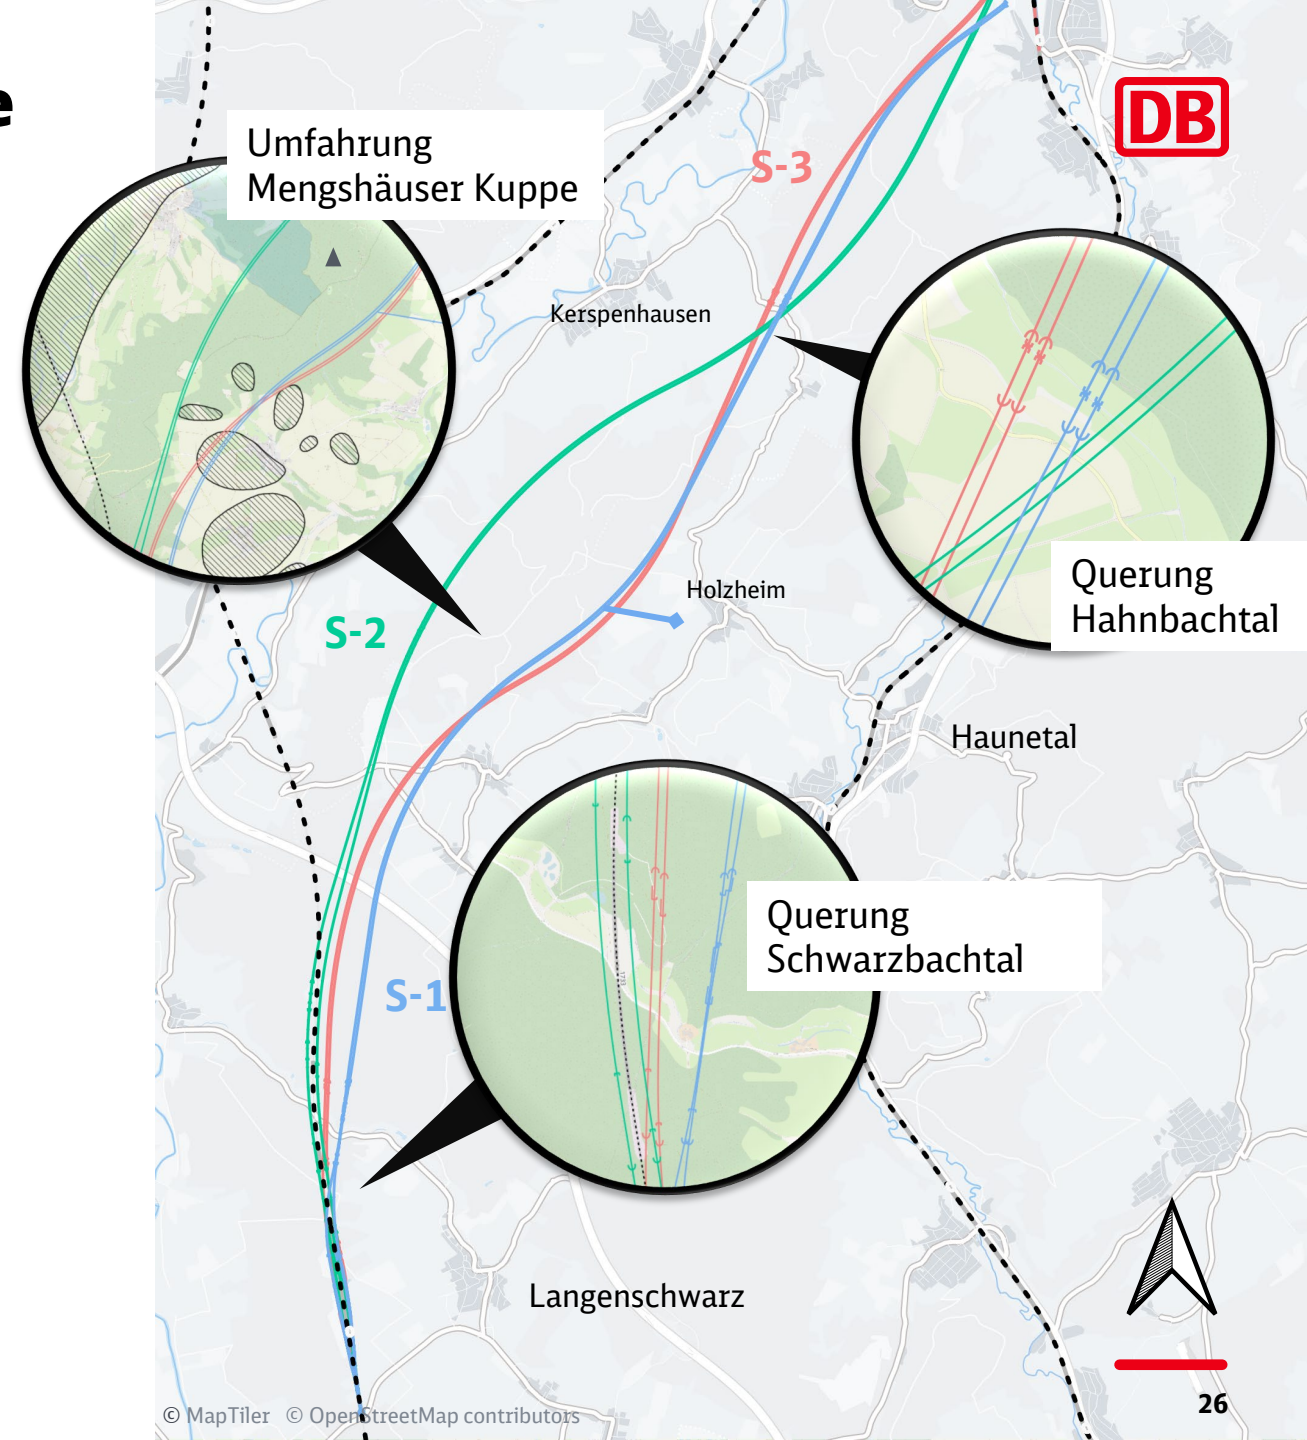 e
DB
Umfahrung
Mengshäuser Kuppe
S-3
Kerspenhausen
Querung
Hahnbachtal
Holzheim
S-2
Haunetal
Querung
Schwarzbachtal
S-1
1733
Langenschwarz
© MapTiler © OpenStreetMap contributors
26